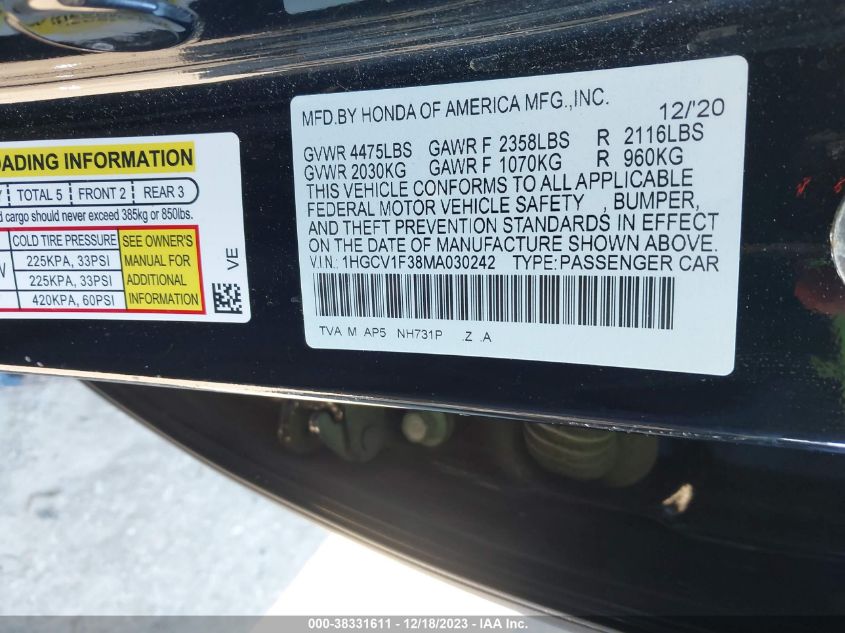 MFD.BY HONDA OF AMERICA MFG.,INC. 12/'20
GVWR 4475LBS GAWR F 2358LBS R 2116LBS
GVWR 2030KG GAWR F 1070KG R 960KG
THIS VEHICLE CONFORMS TO ALL APPLICABLE
FEDERAL MOTOR VEHICLE SAFETY , BUMPER,
AND THEFT PREVENTION STANDARDS IN EFFECT
ON THE DATE OF MANUFACTURE SHOWN ABOVE.
V.I.N: 1HGCV1F38MA030242 TYPE:PASSENGER CAR
TVA M AP5 NH731P .Z .A
INFORMATION
TOTAL 5 FRONT 2 REAR 3
cargo should never exceed 385kg or 850lbs.
COLD TIRE PRESSURE
225KPA, 33PSI
225KPA, 33PSI
420KPA, 60PSI
SEE OWNER'S
MANUAL FOR
ADDITIONAL
INFORMATION
VE
000-38331611 - 12/18/2023 - IAA Inc.